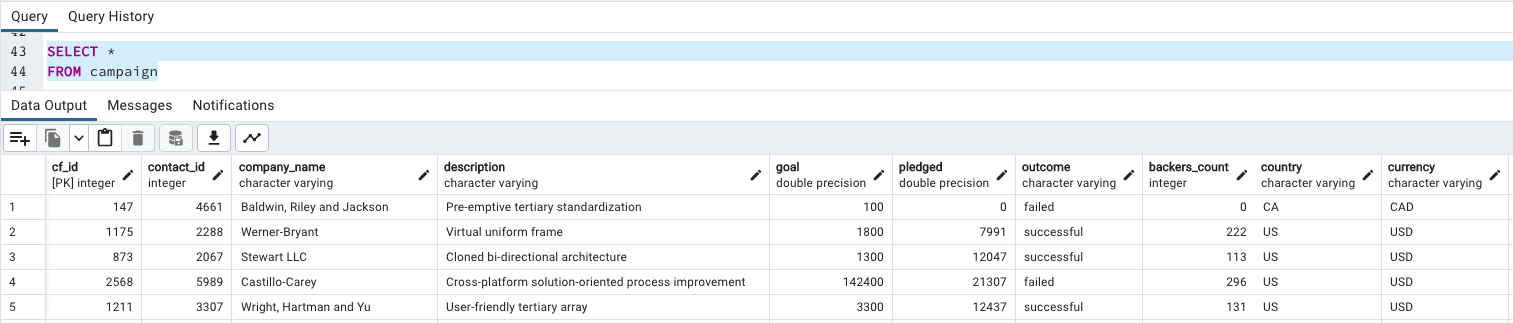 Query Query History
42
43 SELECT *
44 FROM campaign
45
Data Output Messages Notifications
cf_id contact_id company_name description goal pledged outcome backers_count country currency
[PK] integer integer character varying character varying double precision double precision character varying integer character varying character varying
1 147 4661 Baldwin, Riley and Jackson Pre-emptive tertiary standardization 100 0 failed 0 CA CAD
2 1175 2288 Werner-Bryant Virtual uniform frame 1800 7991 successful 222 US USD
3 873 2067 Stewart LLC Cloned bi-directional architecture 1300 12047 successful 113 US USD
4 2568 5989 Castillo-Carey Cross-platform solution-oriented process improvement 142400 21307 failed 296 US USD
5 1211 3307 Wright, Hartman and Yu User-friendly tertiary array 3300 12437 successful 131 US USD